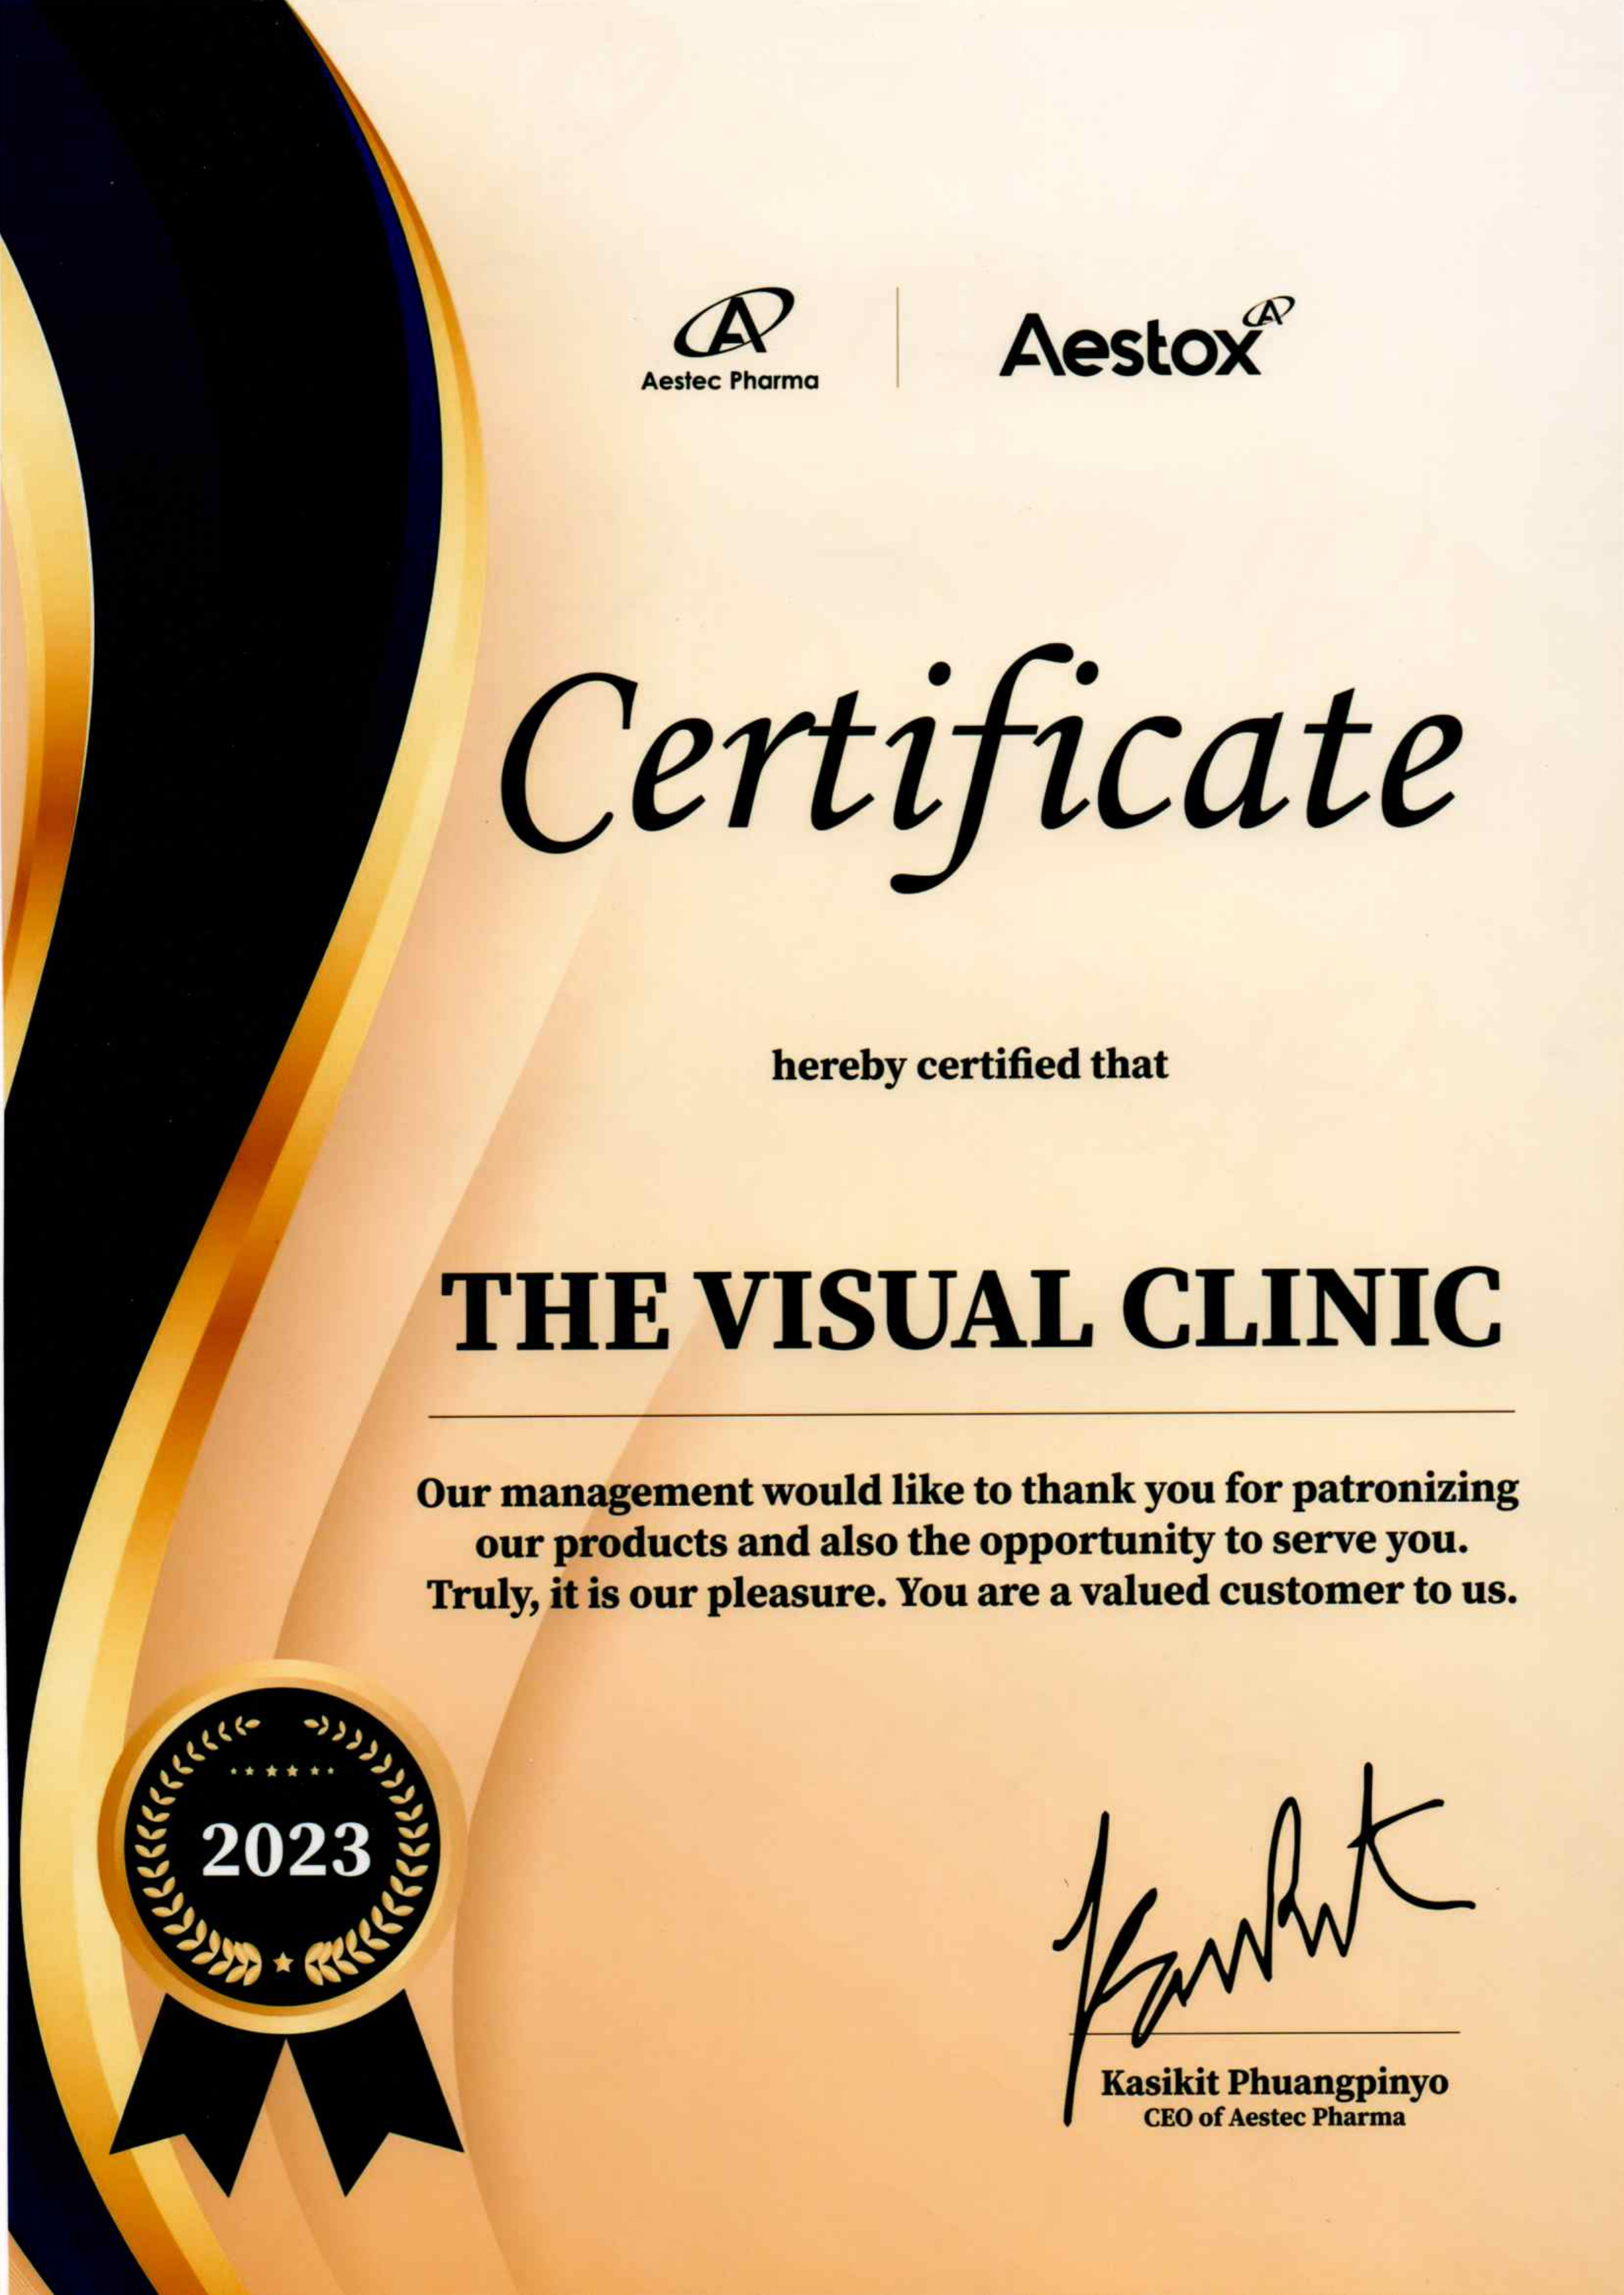 Aestec Pharma
Aestox
Certificate
hereby certified that
THE VISUAL CLINIC
Our management would like to thank you for patronizing
our products and also the opportunity to serve you.
Truly, it is our pleasure. You are a valued customer to us.
2023
Kasikit Phuangpinyo
CEO of Aestec Pharma